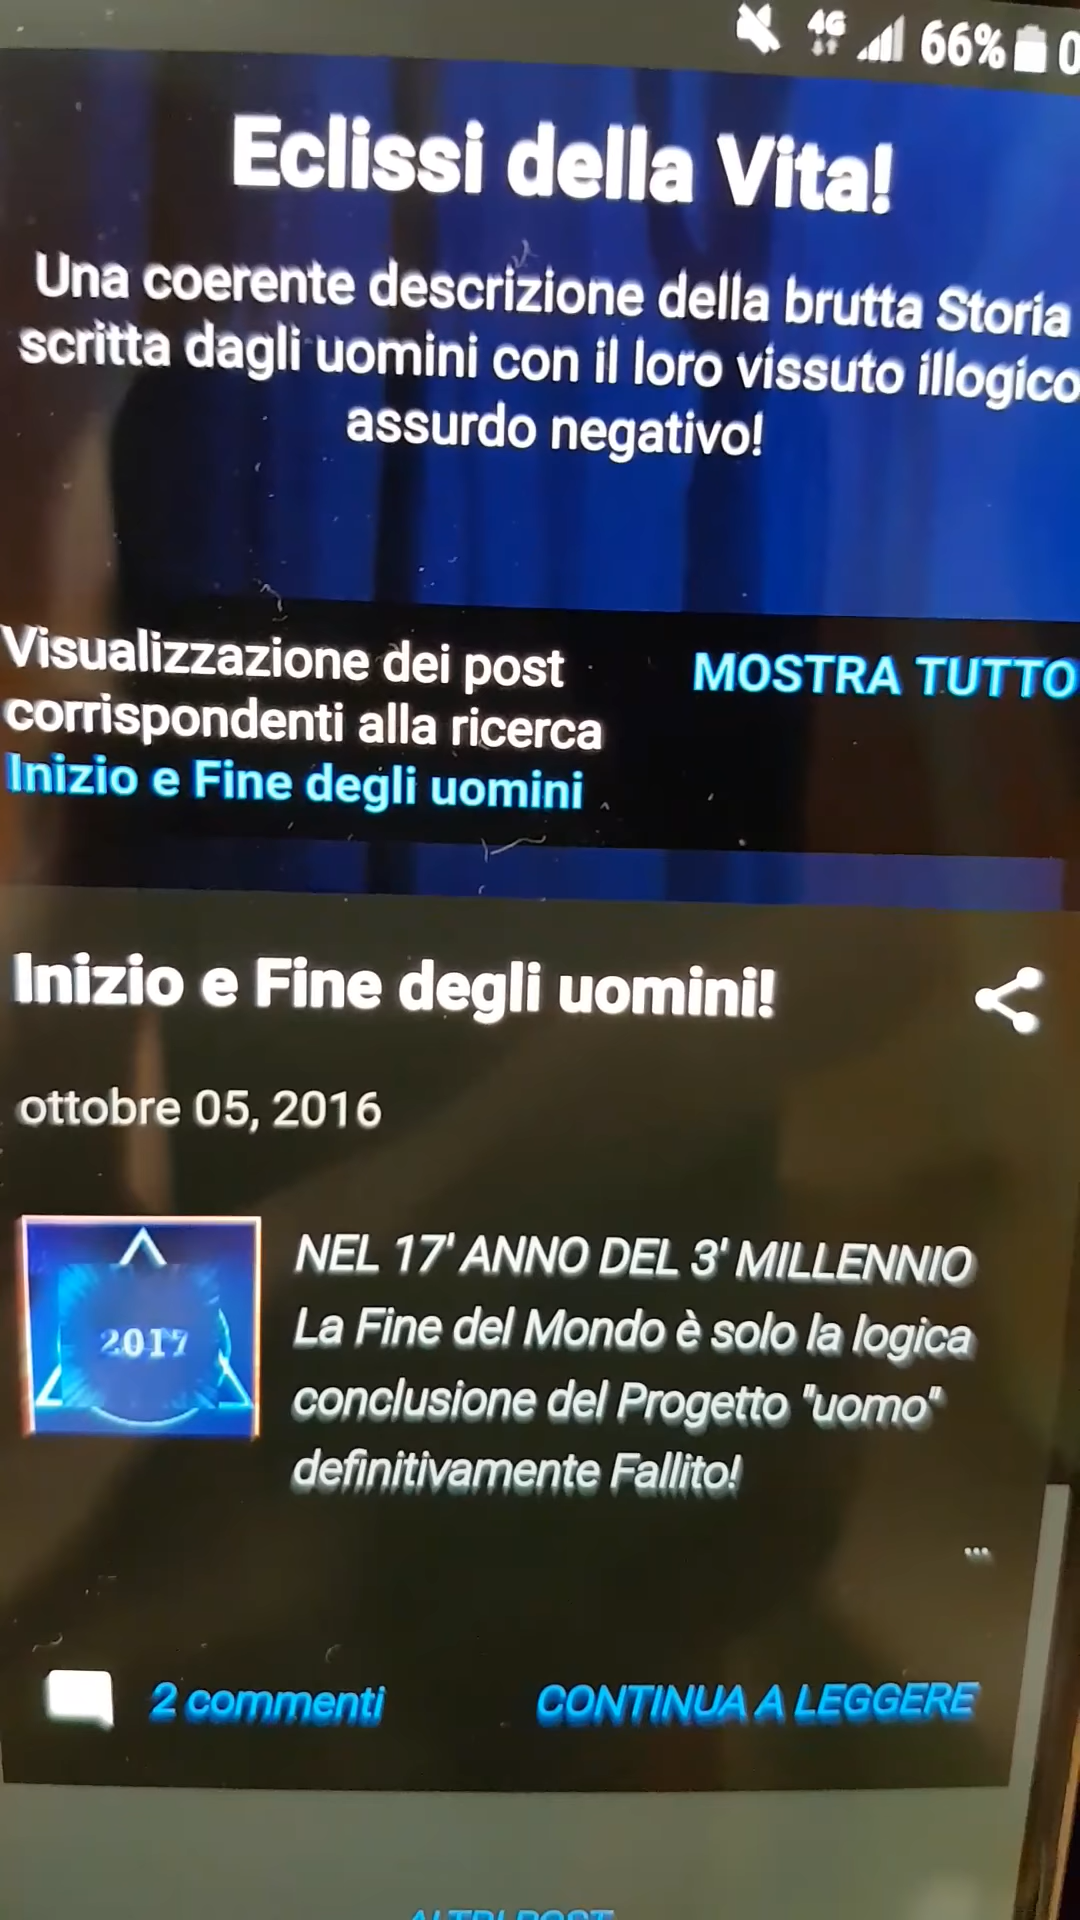 4G 66%
Eclissi della Vita!
Una coerente descrizione della brutta Storia
scritta dagli uomini con il loro vissuto illogico
assurdo negativo!
Visualizzazione dei post
corrispondenti alla ricerca
Inizio e Fine degli uomini
MOSTRA TUTTO
Inizio e Fine degli uomini!
ottobre 05, 2016
2017
NEL 17' ANNO DEL 3' MILLENNIO
La Fine del Mondo è solo la logica
conclusione del Progetto "uomo"
definitivamente Fallito!
...
2 commenti
CONTINUA A LEGGERE
ALTRI POST